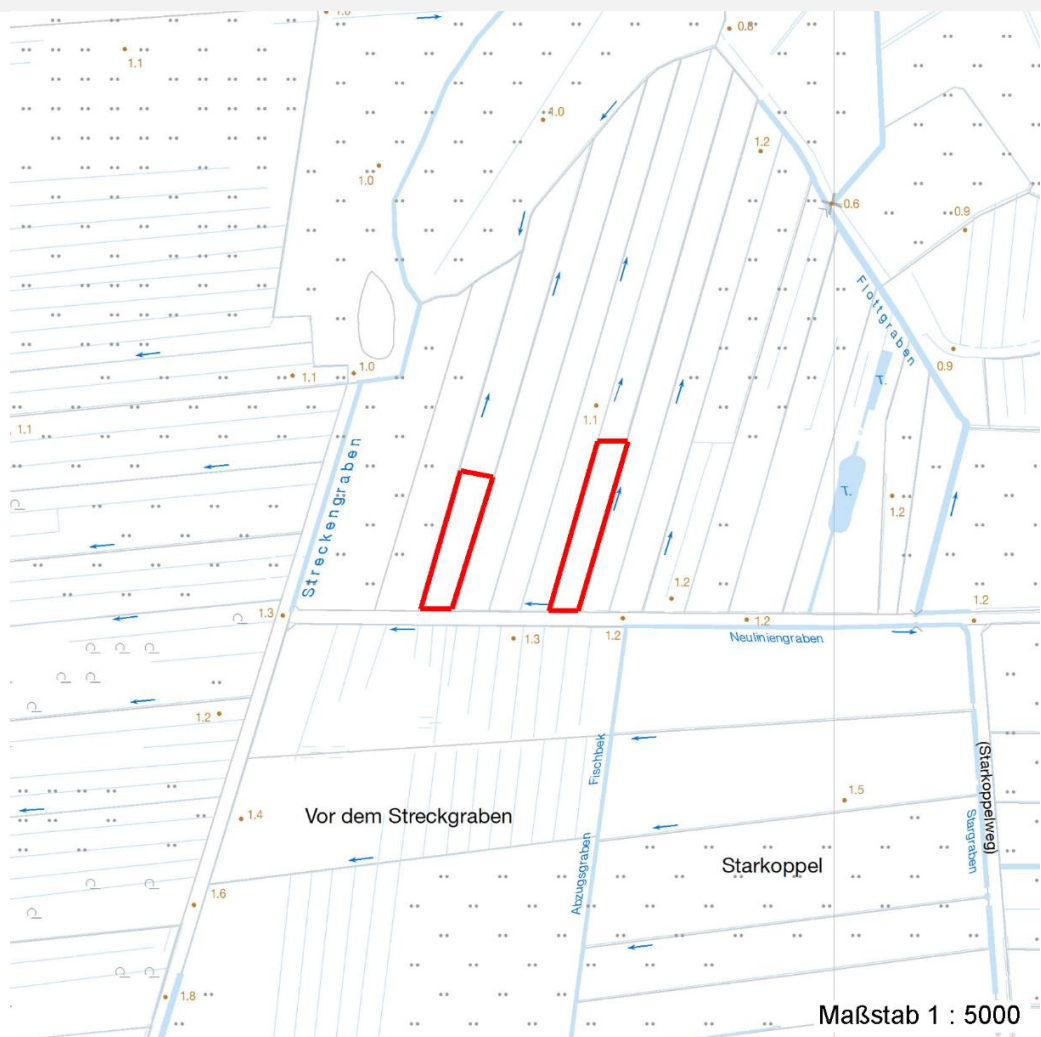 1.0
0.8
1.1
1.0
1.2
1.0
0.6
0.9
Flottgraben
1.0
1.1
0.9
T.
1.1
1.1
Streckengraben
T.
1.2
1.2
1.2
1.3
1.3
1.2
1.2
Neuliniengraben
1.2
Fischbek
(Starkoppelweg)
1.5
1.4
Vor dem Streckgraben
Stargraben
Starkoppel
Abzugsgraben
1.6
1.8
Maßstab 1 : 5000